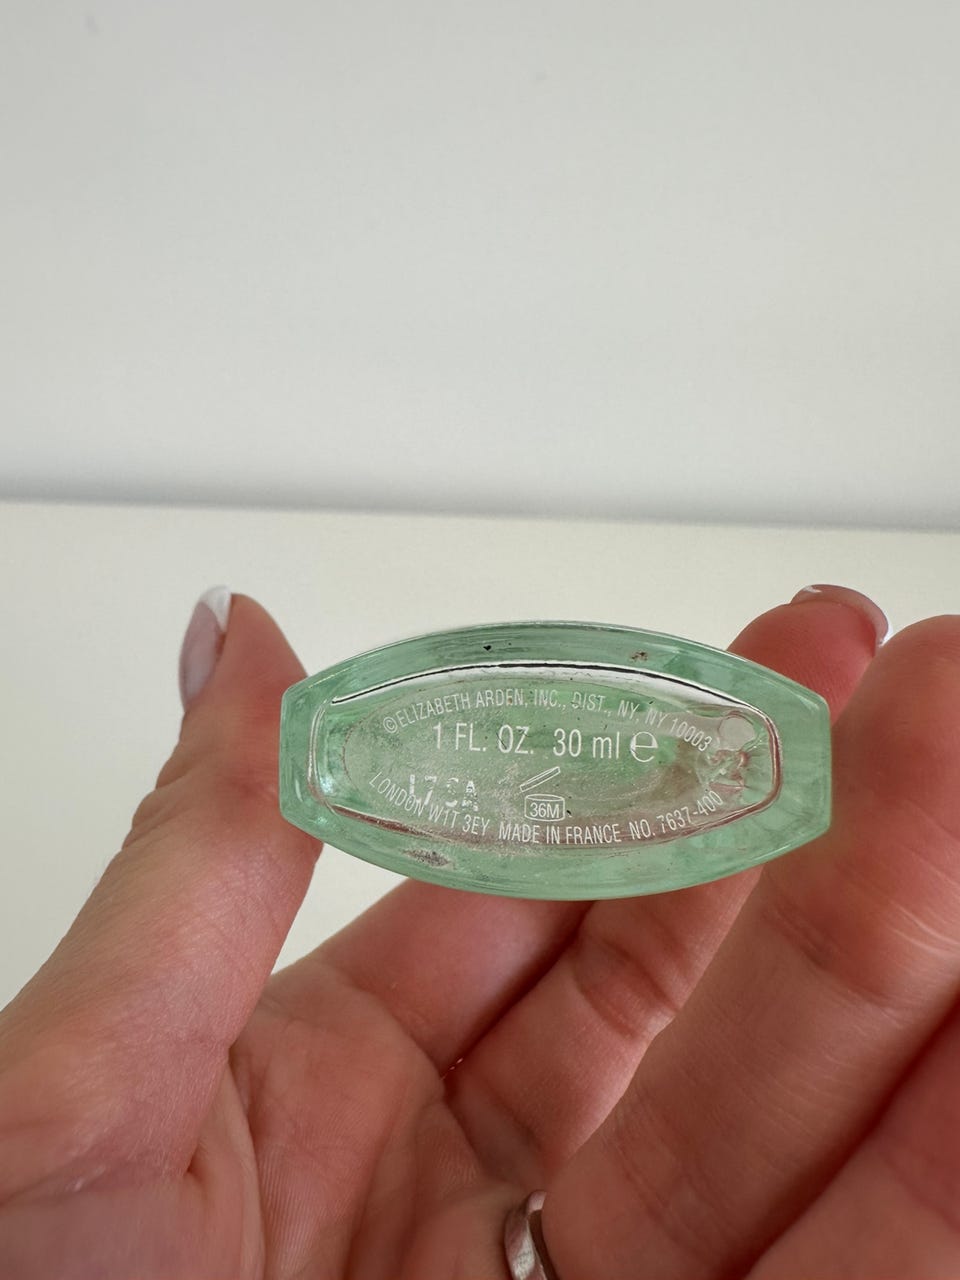 ©ELIZABETH ARDEN, INC., DIST., NY, NY 10003
1 FL. OZ. 30 ml ℮
36M
LONDON W1T 3EY MADE IN FRANCE NO. 7637-400